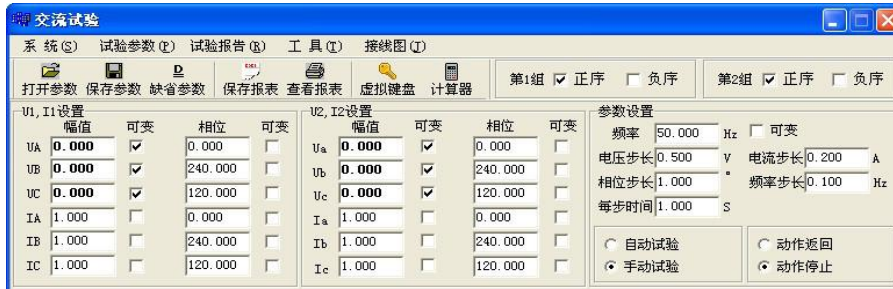 交流试验
系 统(S) 试验参数(P) 试验报告(R) 工 具(T) 接线图(J)
打开参数 保存参数 缺省参数 保存报表 查看报表 虚拟键盘 计算器 第1组 正序 负序 第2组 正序 负序
U1, I1设置
幅值 可变 相位 可变
UA 0.000 0.000
UB 0.000 240.000
UC 0.000 120.000
IA 1.000 0.000
IB 1.000 240.000
IC 1.000 120.000
U2, I2设置
幅值 可变 相位 可变
Ua 0.000 0.000
Ub 0.000 240.000
Uc 0.000 120.000
Ia 1.000 0.000
Ib 1.000 240.000
Ic 1.000 120.000
参数设置
频率 50.000 Hz 可变
电压步长 0.500 V 电流步长 0.200 A
相位步长 1.000 ° 频率步长 0.100 Hz
每步时间 1.000 S
自动试验 动作返回
手动试验 动作停止